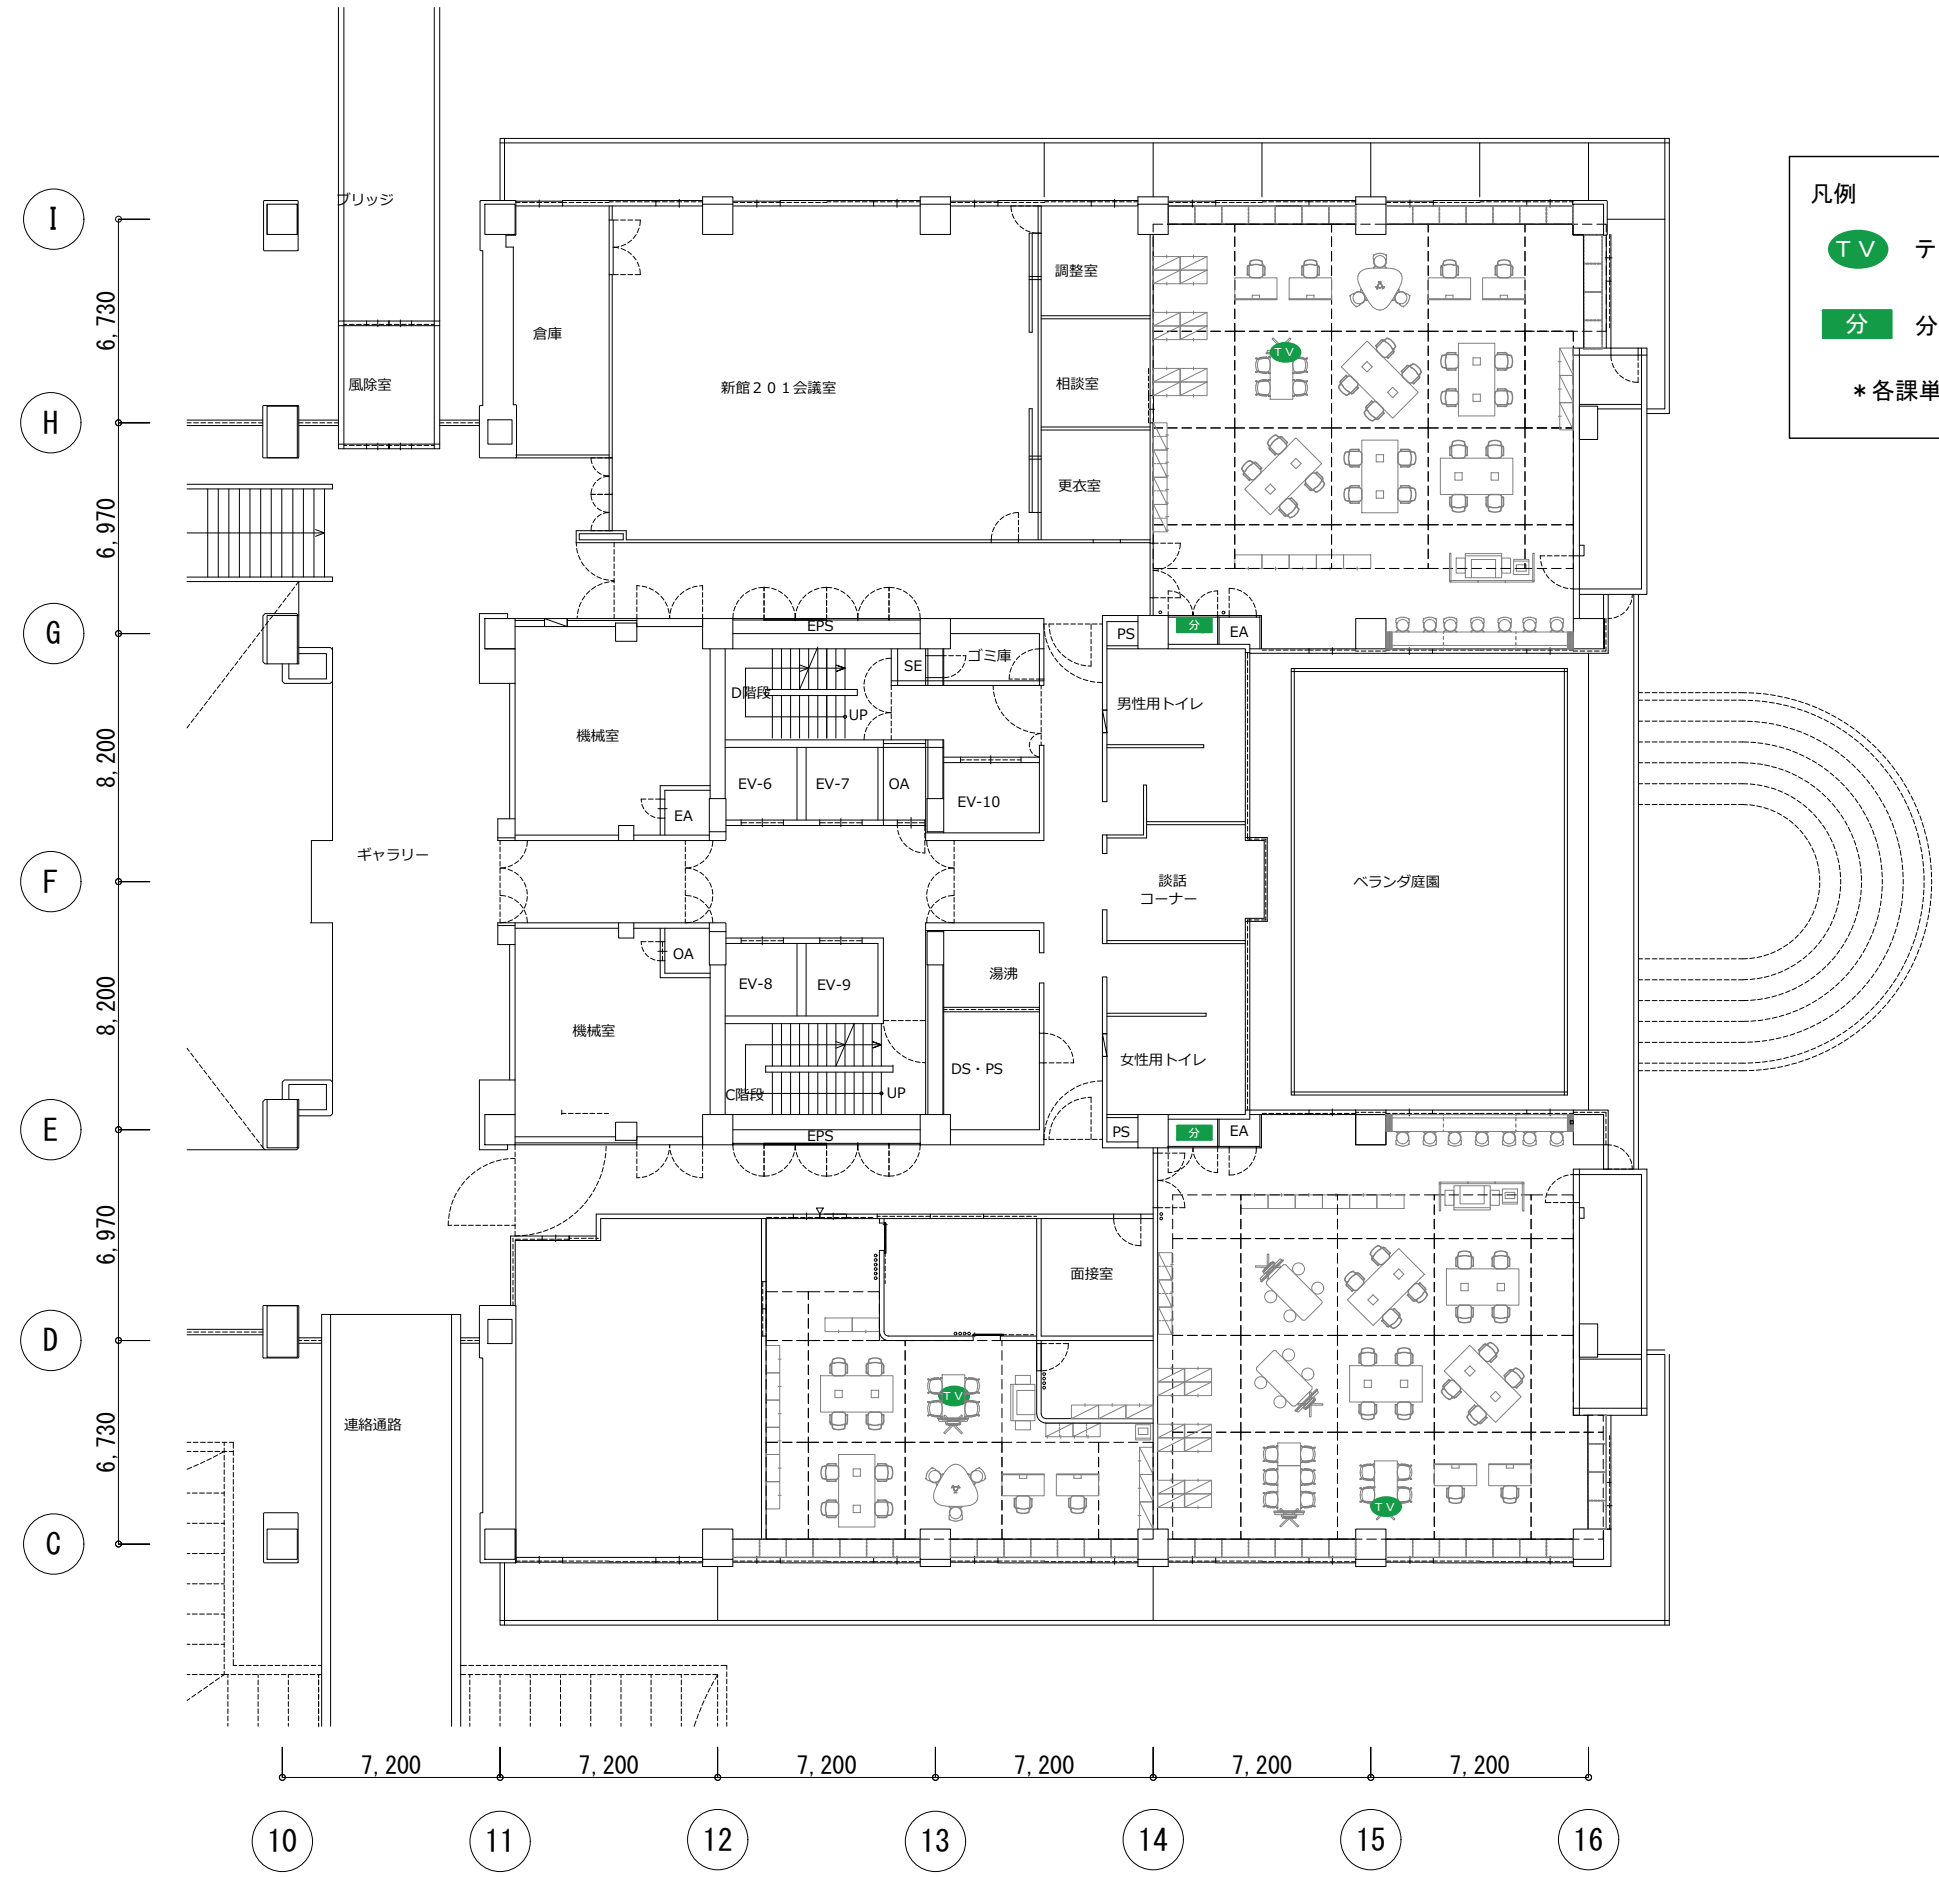 凡例
ＴＶ テ
分 分
＊各課単
I
H
G
F
E
D
C
6,730
6,970
8,200
8,200
6,970
6,730
ブリッジ
風除室
倉庫
新館２０１会議室
調整室
相談室
更衣室
ＴＶ
EPS
PS
分
EA
SE
ゴミ庫
D階段
UP
男性用トイレ
機械室
EV-6
EV-7
OA
EV-10
EA
ギャラリー
談話
コーナー
ベランダ庭園
OA
EV-8
EV-9
湯沸
機械室
DS・PS
女性用トイレ
C階段
UP
EPS
PS
分
EA
面接室
連絡通路
ＴＶ
ＴＶ
7,200
7,200
7,200
7,200
7,200
7,200
10
11
12
13
14
15
16